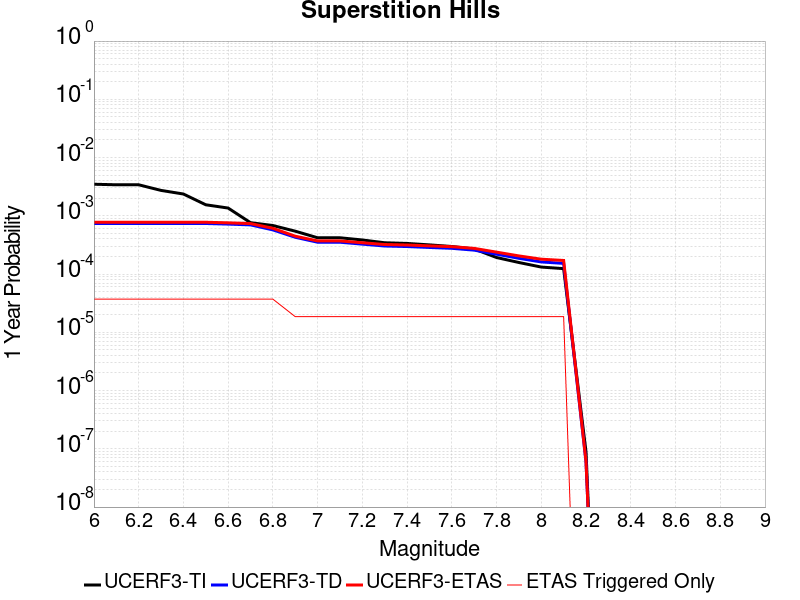 Superstition Hills
10^0
10^-1
10^-2
10^-3
10^-4
10^-5
10^-6
10^-7
10^-8
1 Year Probability
6 6.2 6.4 6.6 6.8 7 7.2 7.4 7.6 7.8 8 8.2 8.4 8.6 8.8 9
Magnitude
UCERF3-TI UCERF3-TD UCERF3-ETAS ETAS Triggered Only